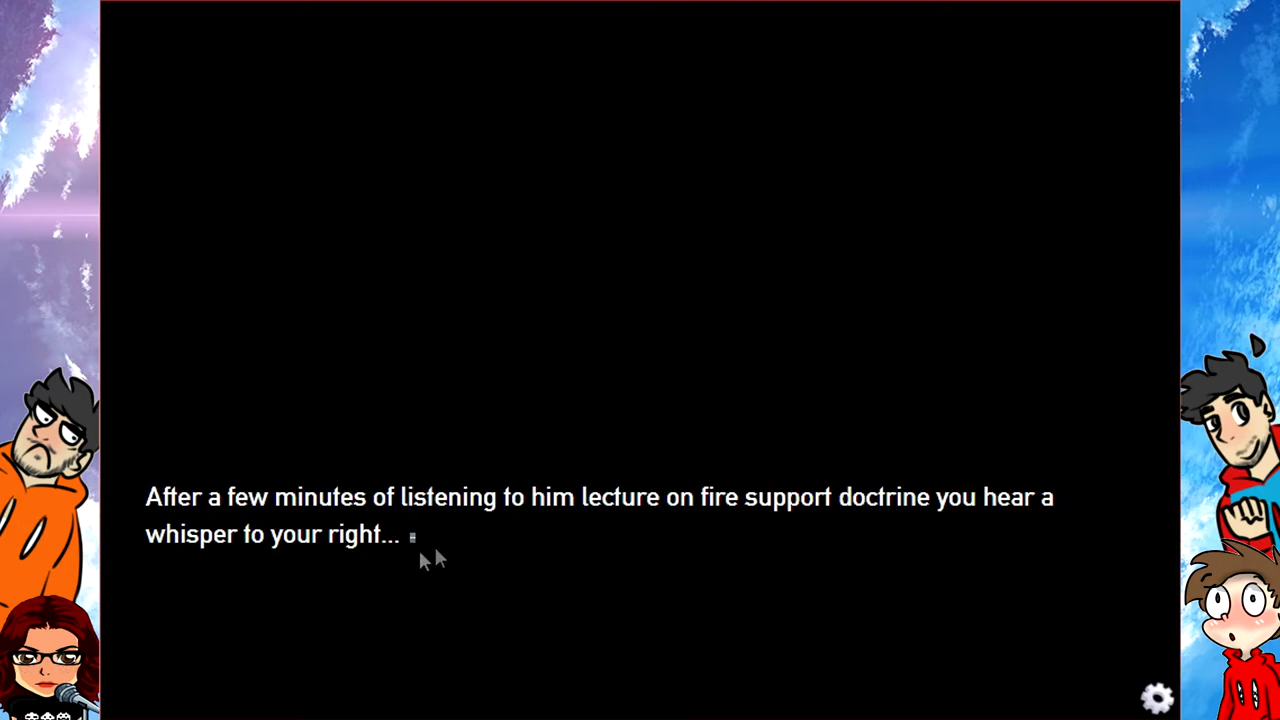 After a few minutes of listening to him lecture on fire support doctrine you hear a
whisper to your right...